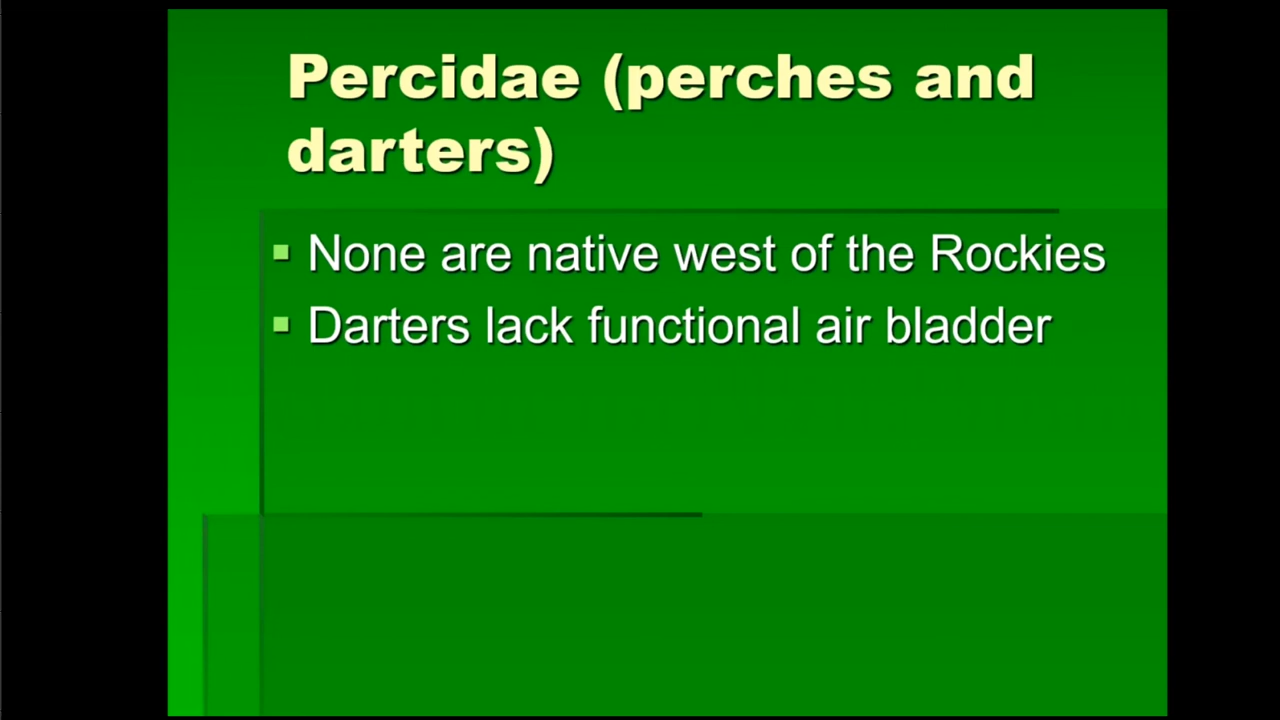 Percidae (perches and
darters)
None are native west of the Rockies
Darters lack functional air bladder